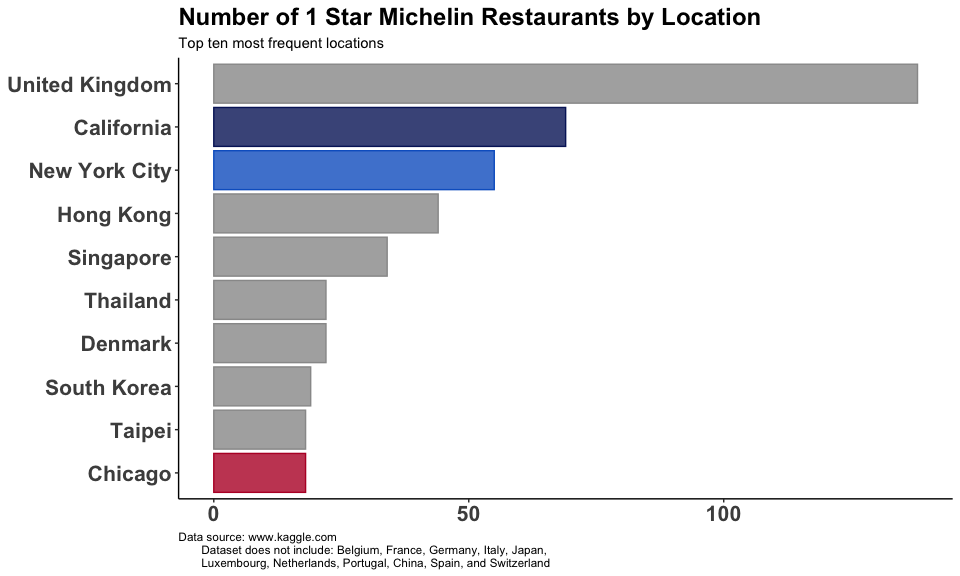 Number of 1 Star Michelin Restaurants by Location
Top ten most frequent locations
United Kingdom
California
New York City
Hong Kong
Singapore
Thailand
Denmark
South Korea
Taipei
Chicago
0 50 100
Data source: www.kaggle.com
Dataset does not include: Belgium, France, Germany, Italy, Japan,
Luxembourg, Netherlands, Portugal, China, Spain, and Switzerland